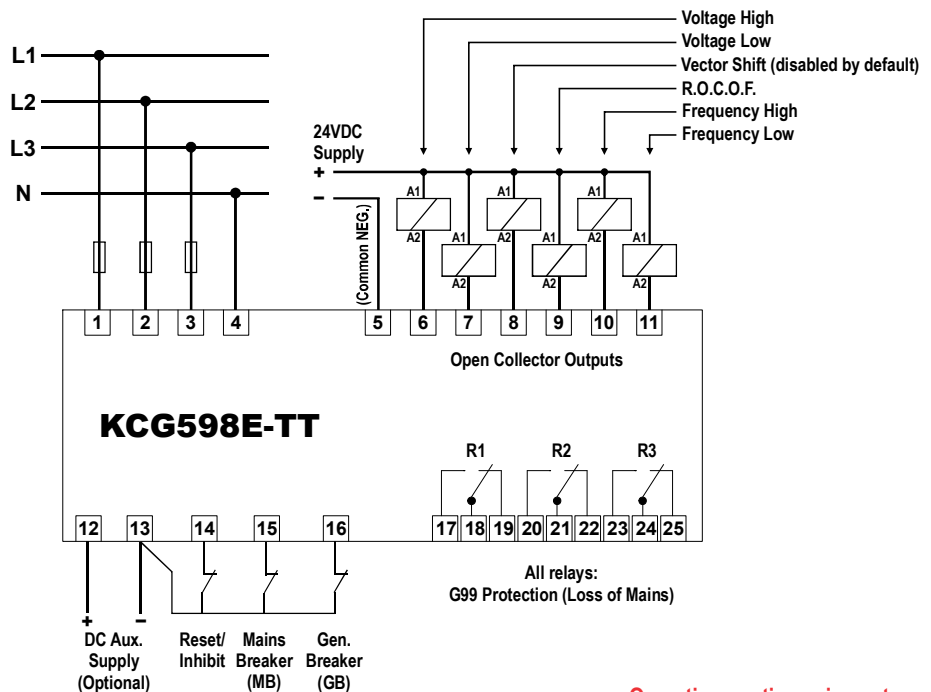 Voltage High
Voltage Low
Vector Shift (disabled by default)
R.O.C.O.F.
Frequency High
Frequency Low
L1
L2
L3
N
24VDC
Supply
+
–
(Common NEG.)
A1 A1 A1
A2 A1 A2 A1 A2 A1
A2 A2 A2
1 2 3 4 5 6 7 8 9 10 11
Open Collector Outputs
KCG598E-TT
R1 R2 R3
12 13 14 15 16 17 18 19 20 21 22 23 24 25
All relays:
G99 Protection (Loss of Mains)
+ –
DC Aux.
Supply
(Optional)
Reset/
Inhibit
Mains
Breaker
(MB)
Gen.
Breaker
(GB)